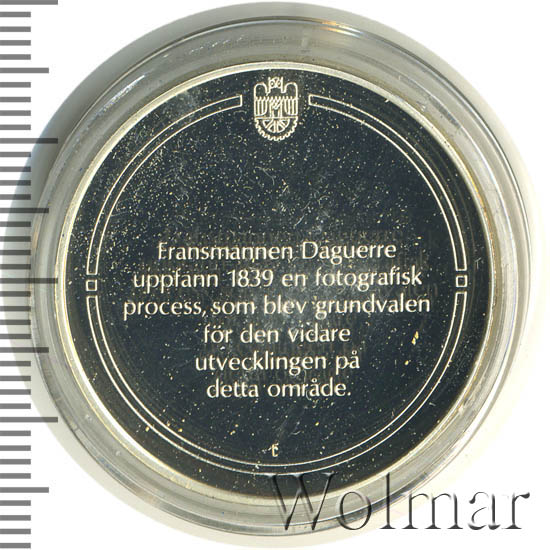 Fransmannen Daguerre
uppfann 1839 en fotografisk
process, som blev grundvalen
för den vidare
utvecklingen på
detta område.
Wolmar